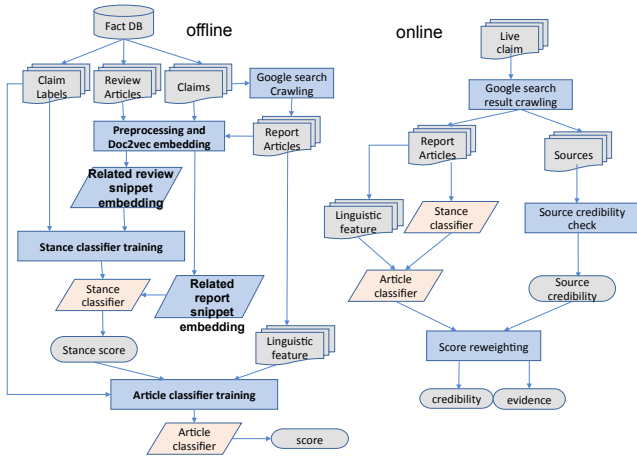 offline
Fact DB
Claim
Labels
Review
Articles
Claims
Google search
Crawling
Preprocessing and
Doc2vec embedding
Report
Articles
Related review
snippet
embedding
Stance classifier training
Stance
classifier
Related
report
snippet
embedding
Stance score
Linguistic
feature
Article classifier training
Article
classifier
score
online
Live
claim
Google search
result crawling
Report
Articles
Sources
Linguistic
feature
Stance
classifier
Source credibility
check
Article
classifier
Source
credibility
Score reweighting
credibility
evidence